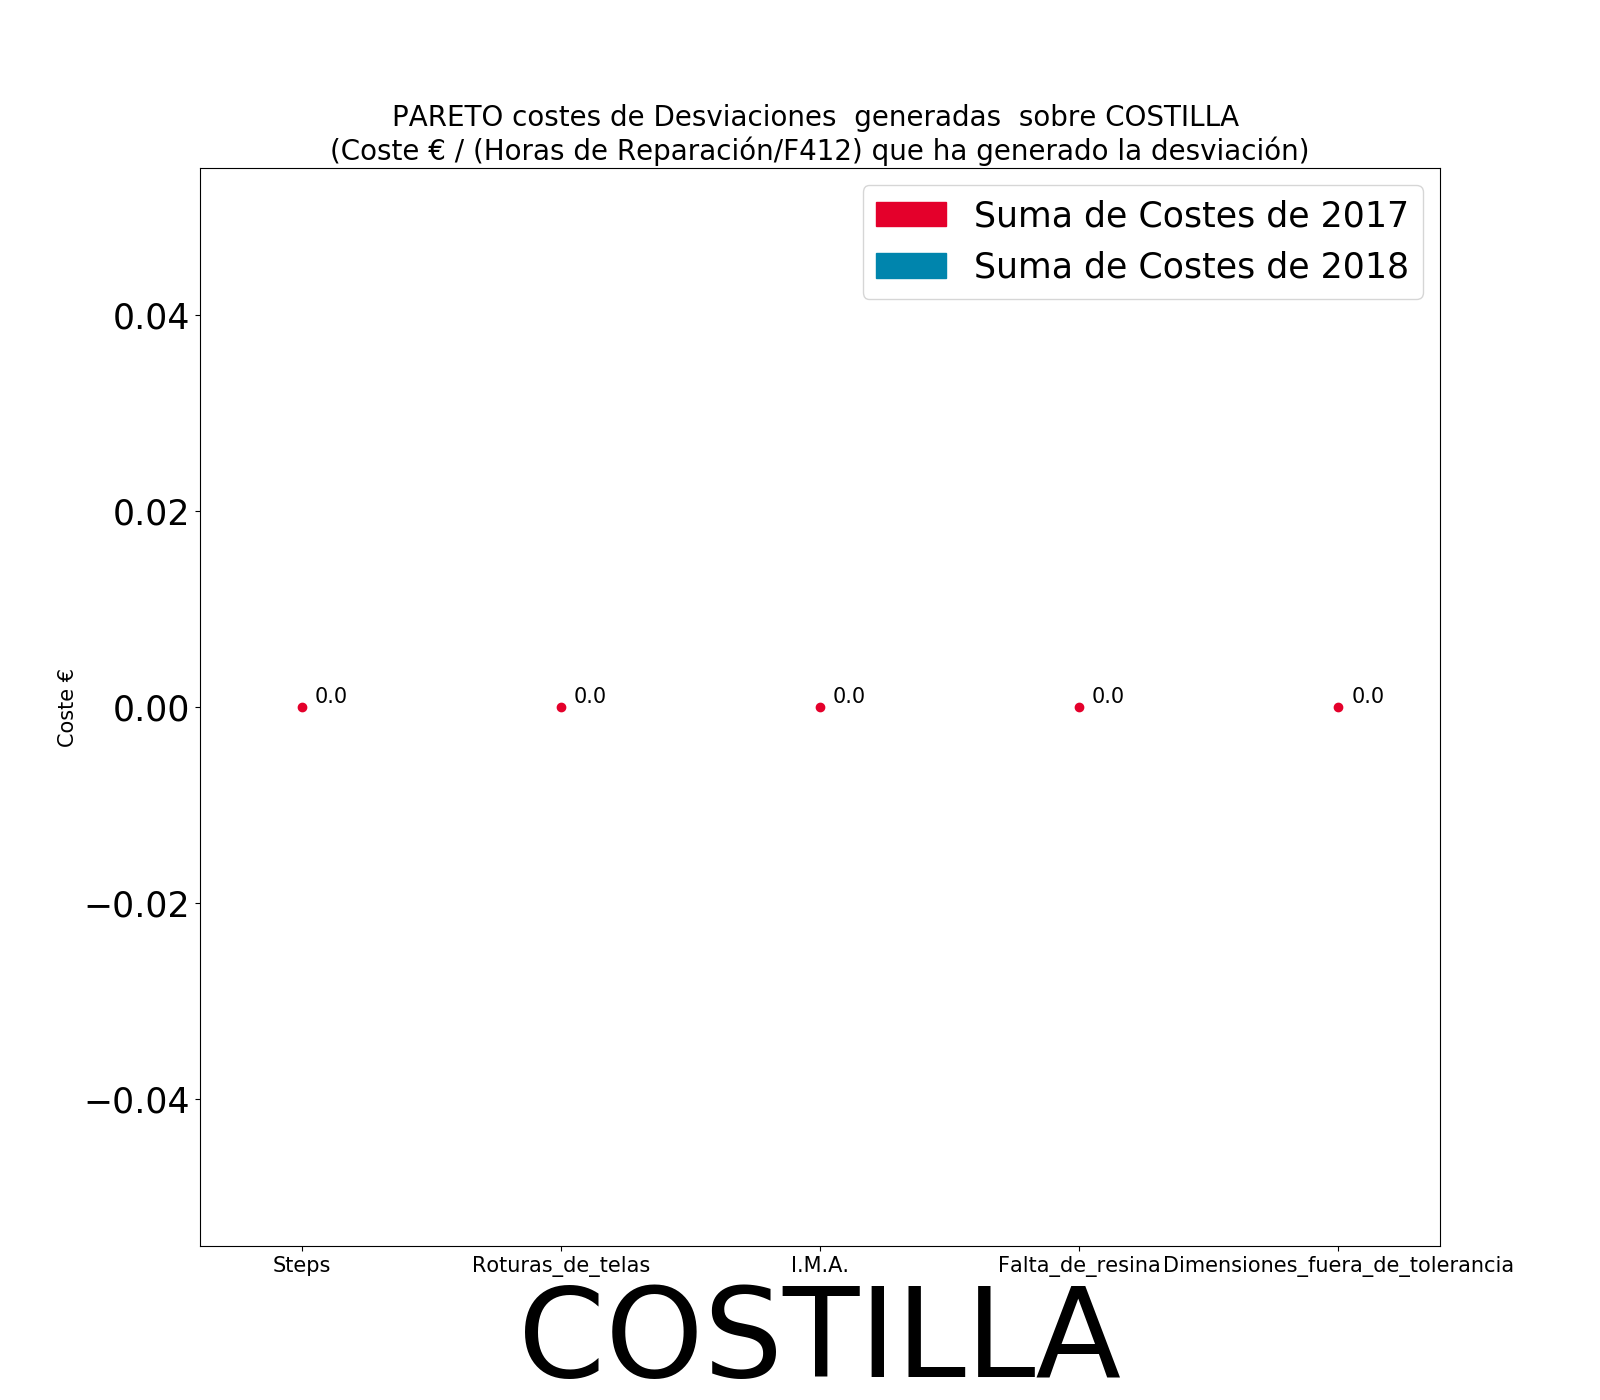 PARETO costes de Desviaciones  generadas  sobre COSTILLA
(Coste € / (Horas de Reparación/F412) que ha generado la desviación)
Suma de Costes de 2017
Suma de Costes de 2018
0.04
0.02
0.00
−0.02
−0.04
Coste €
0.0 0.0 0.0 0.0 0.0
Steps Roturas_de_telas I.M.A. Falta_de_resina Dimensiones_fuera_de_tolerancia
COSTILLA